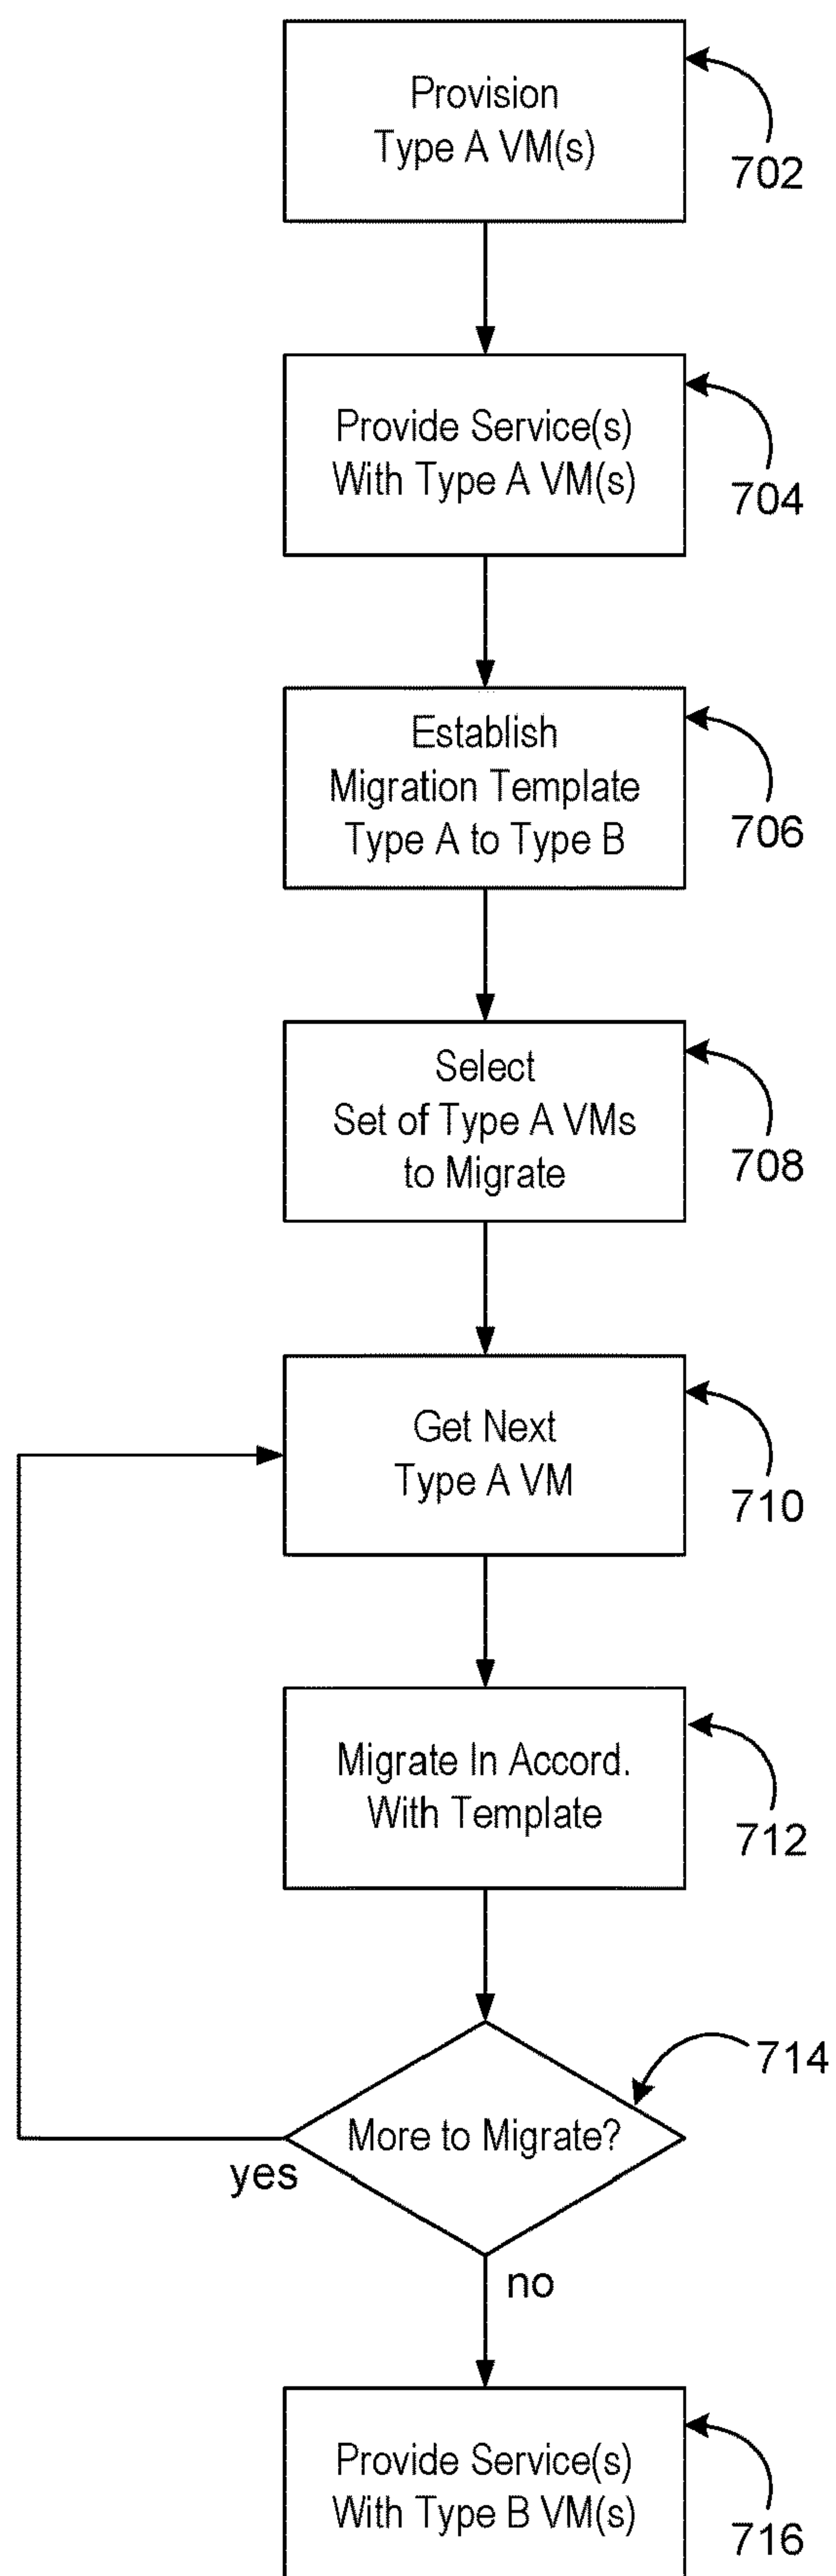 Provision
Type A VM(s)
702
Provide Service(s)
With Type A VM(s)
704
Establish
Migration Template
Type A to Type B
706
Select
Set of Type A VMs
to Migrate
708
Get Next
Type A VM
710
Migrate In Accord.
With Template
712
714
More to Migrate?
yes
no
Provide Service(s)
With Type B VM(s)
716